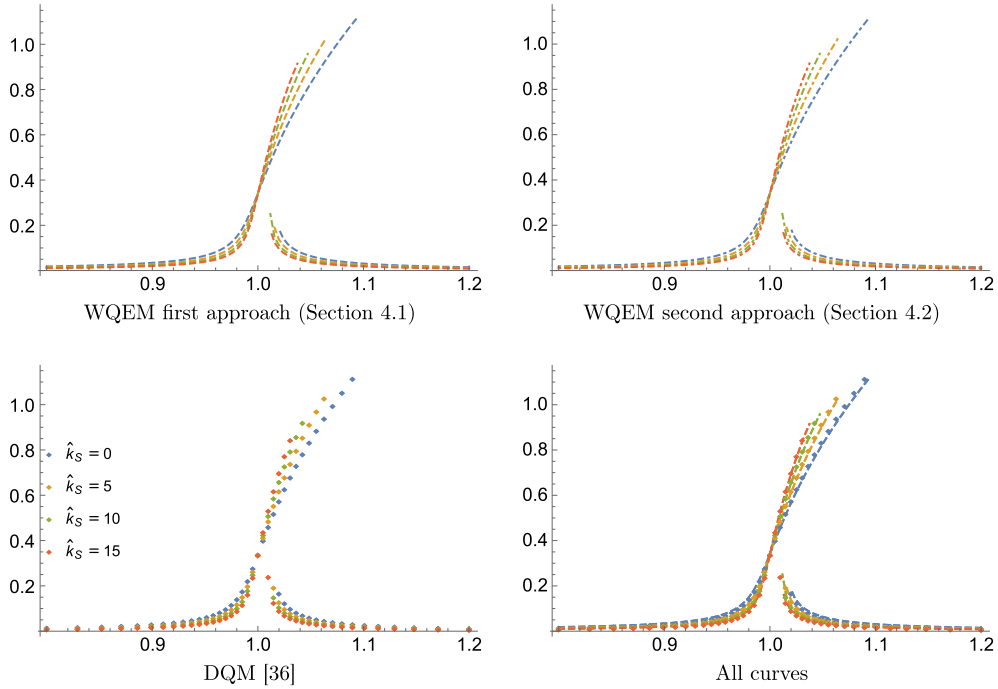 1.0
0.8
0.6
0.4
0.2
0.9 1.0 1.1 1.2
WQEM first approach (Section 4.1)
1.0
0.8
0.6
0.4
0.2
0.9 1.0 1.1 1.2
WQEM second approach (Section 4.2)
1.0
0.8
0.6
0.4
0.2
k̂_S = 0
k̂_S = 5
k̂_S = 10
k̂_S = 15
0.9 1.0 1.1 1.2
DQM [36]
1.0
0.8
0.6
0.4
0.2
0.9 1.0 1.1 1.2
All curves